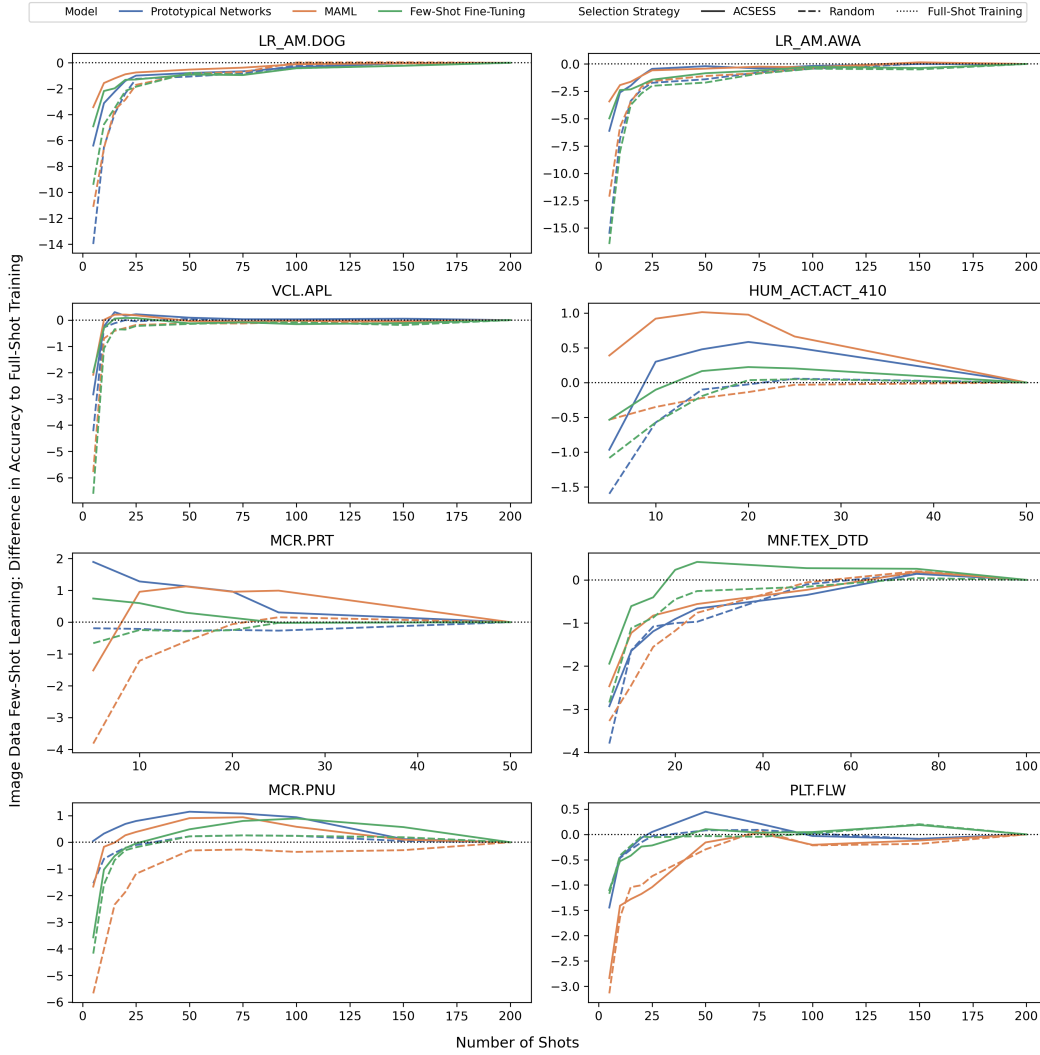 Model Prototypical Networks MAML Few-Shot Fine-Tuning Selection Strategy ACSESS Random Full-Shot Training
Image Data Few-Shot Learning: Difference in Accuracy to Full-Shot Training
LR_AM.DOG
0
−2
−4
−6
−8
−10
−12
−14
0 25 50 75 100 125 150 175 200
LR_AM.AWA
0.0
−2.5
−5.0
−7.5
−10.0
−12.5
−15.0
0 25 50 75 100 125 150 175 200
VCL.APL
0
−1
−2
−3
−4
−5
−6
0 25 50 75 100 125 150 175 200
HUM_ACT.ACT_410
1.0
0.5
0.0
−0.5
−1.0
−1.5
10 20 30 40 50
MCR.PRT
2
1
0
−1
−2
−3
−4
10 20 30 40 50
MNF.TEX_DTD
0
−1
−2
−3
−4
20 40 60 80 100
MCR.PNU
1
0
−1
−2
−3
−4
−5
−6
0 25 50 75 100 125 150 175 200
PLT.FLW
0.5
0.0
−0.5
−1.0
−1.5
−2.0
−2.5
−3.0
0 25 50 75 100 125 150 175 200
Number of Shots